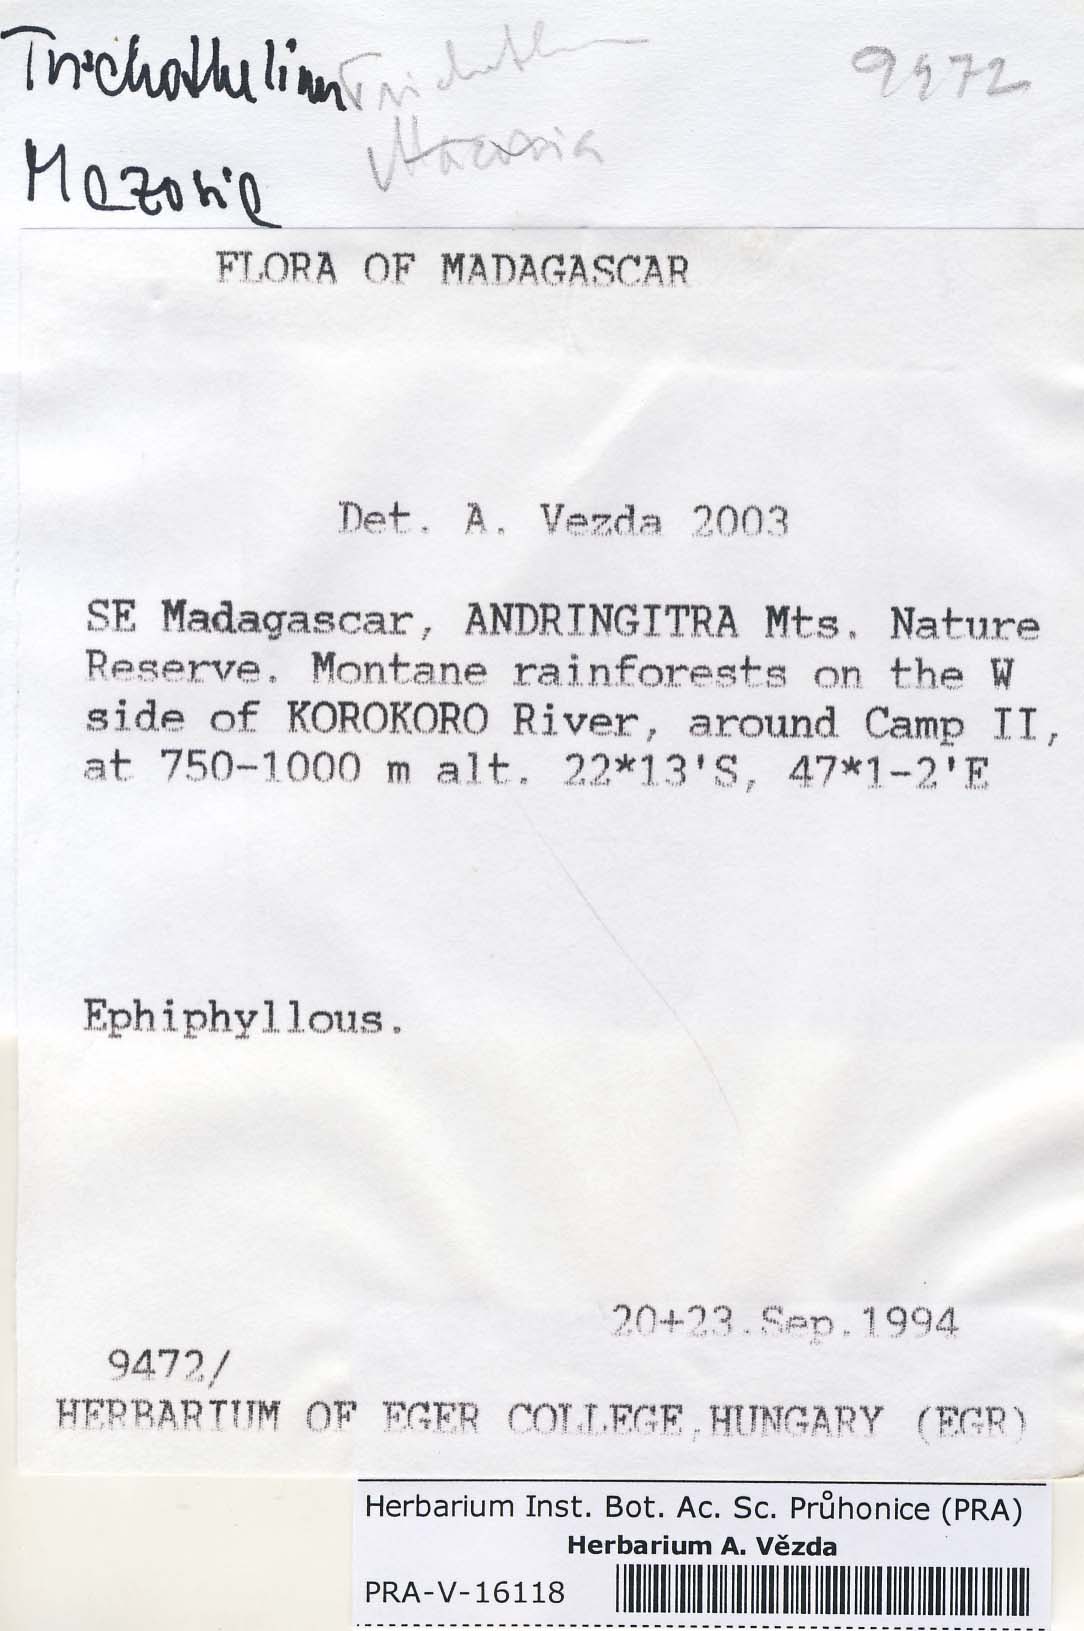 Trichothelium Trichoth
9472
Mazosia Mazosia
FLORA OF MADAGASCAR
Det. A. Vezda 2003
SE Madagascar, ANDRINGITRA Mts. Nature
Reserve. Montane rainforests on the W
side of KOROKORO River, around Camp II,
at 750-1000 m alt. 22*13'S, 47*1-2'E
Ephiphyllous.
20+23.Sep.1994
9472/
HERBARIUM OF EGER COLLEGE,HUNGARY (EGR)
Herbarium Inst. Bot. Ac. Sc. Průhonice (PRA)
Herbarium A. Vězda
PRA-V-16118